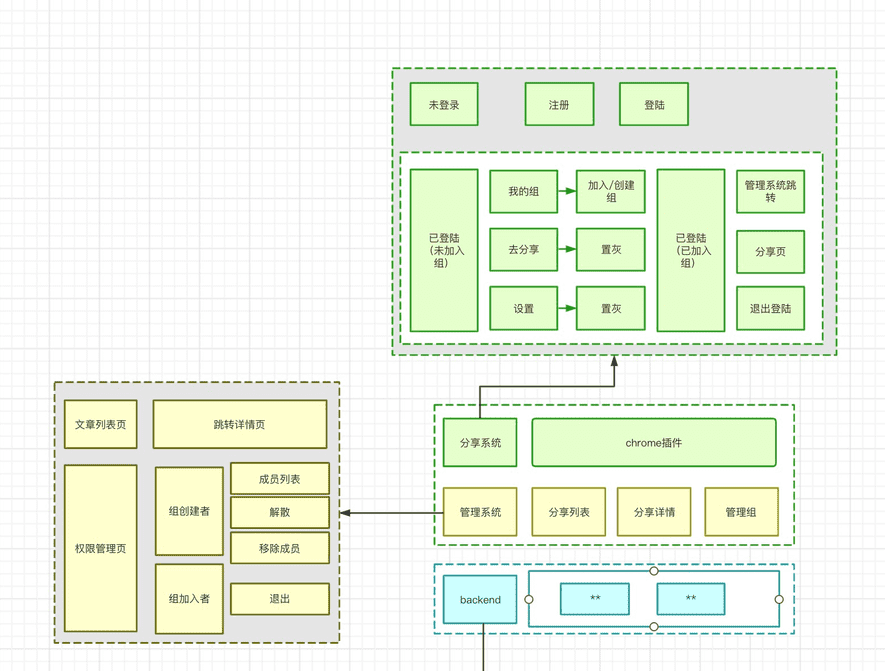 未登录
注册
登陆
已登陆
（未加入
组）
我的组
加入/创建
组
去分享
置灰
设置
置灰
已登陆
（已加入
组）
管理系统跳
转
分享页
退出登陆
分享系统
chrome插件
管理系统
分享列表
分享详情
管理组
文章列表页
跳转详情页
权限管理页
组创建者
成员列表
解散
移除成员
组加入者
退出
backend
**
**